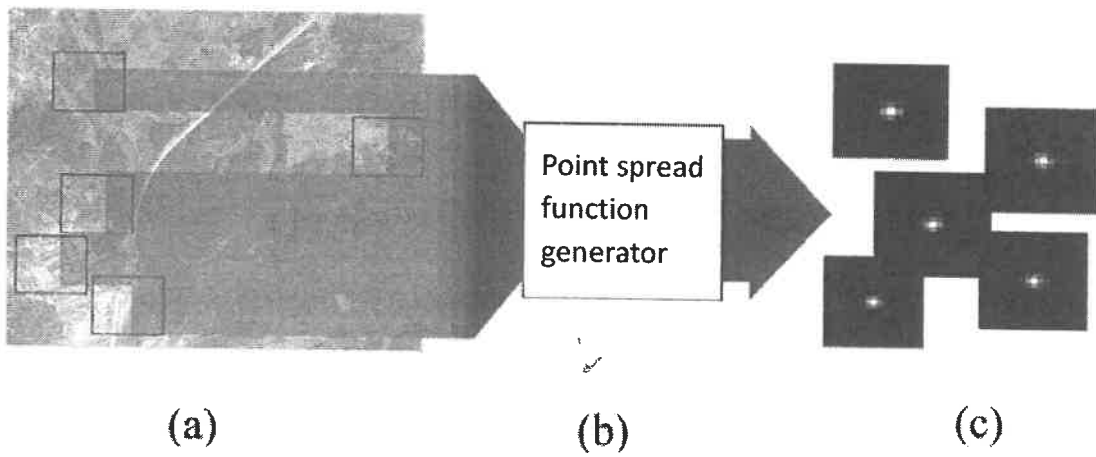 Point spread
function
generator
(a)
(b)
(c)